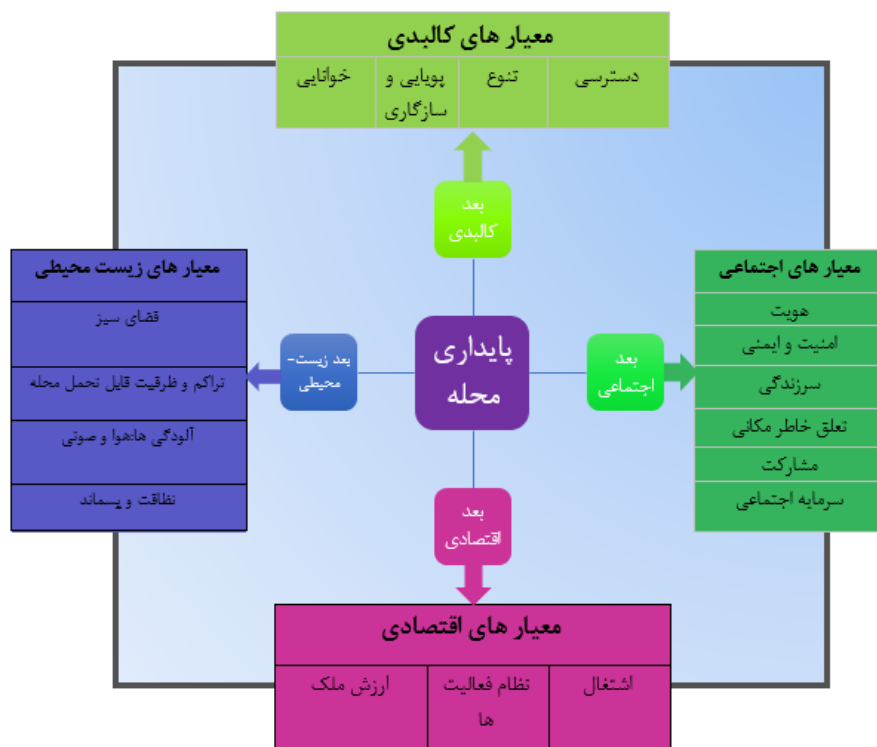 معیار های کالبدی
دسترسی
تنوع
پویایی و
سازگاری
خوانایی
بعد
کالبدی
معیار های اجتماعی
هویت
امنیت و ایمنی
سرزندگی
تعلق خاطر مکانی
مشارکت
سرمایه اجتماعی
بعد
اجتماعی
پایداری
محله
بعد زیست-
محیطی
معیار های زیست محیطی
فضای سبز
تراکم و ظرفیت قابل تحمل محله
آلودگی ها:هوا و صوتی
نظافت و پسماند
بعد
اقتصادی
معیار های اقتصادی
اشتغال
نظام فعالیت
ها
ارزش ملک